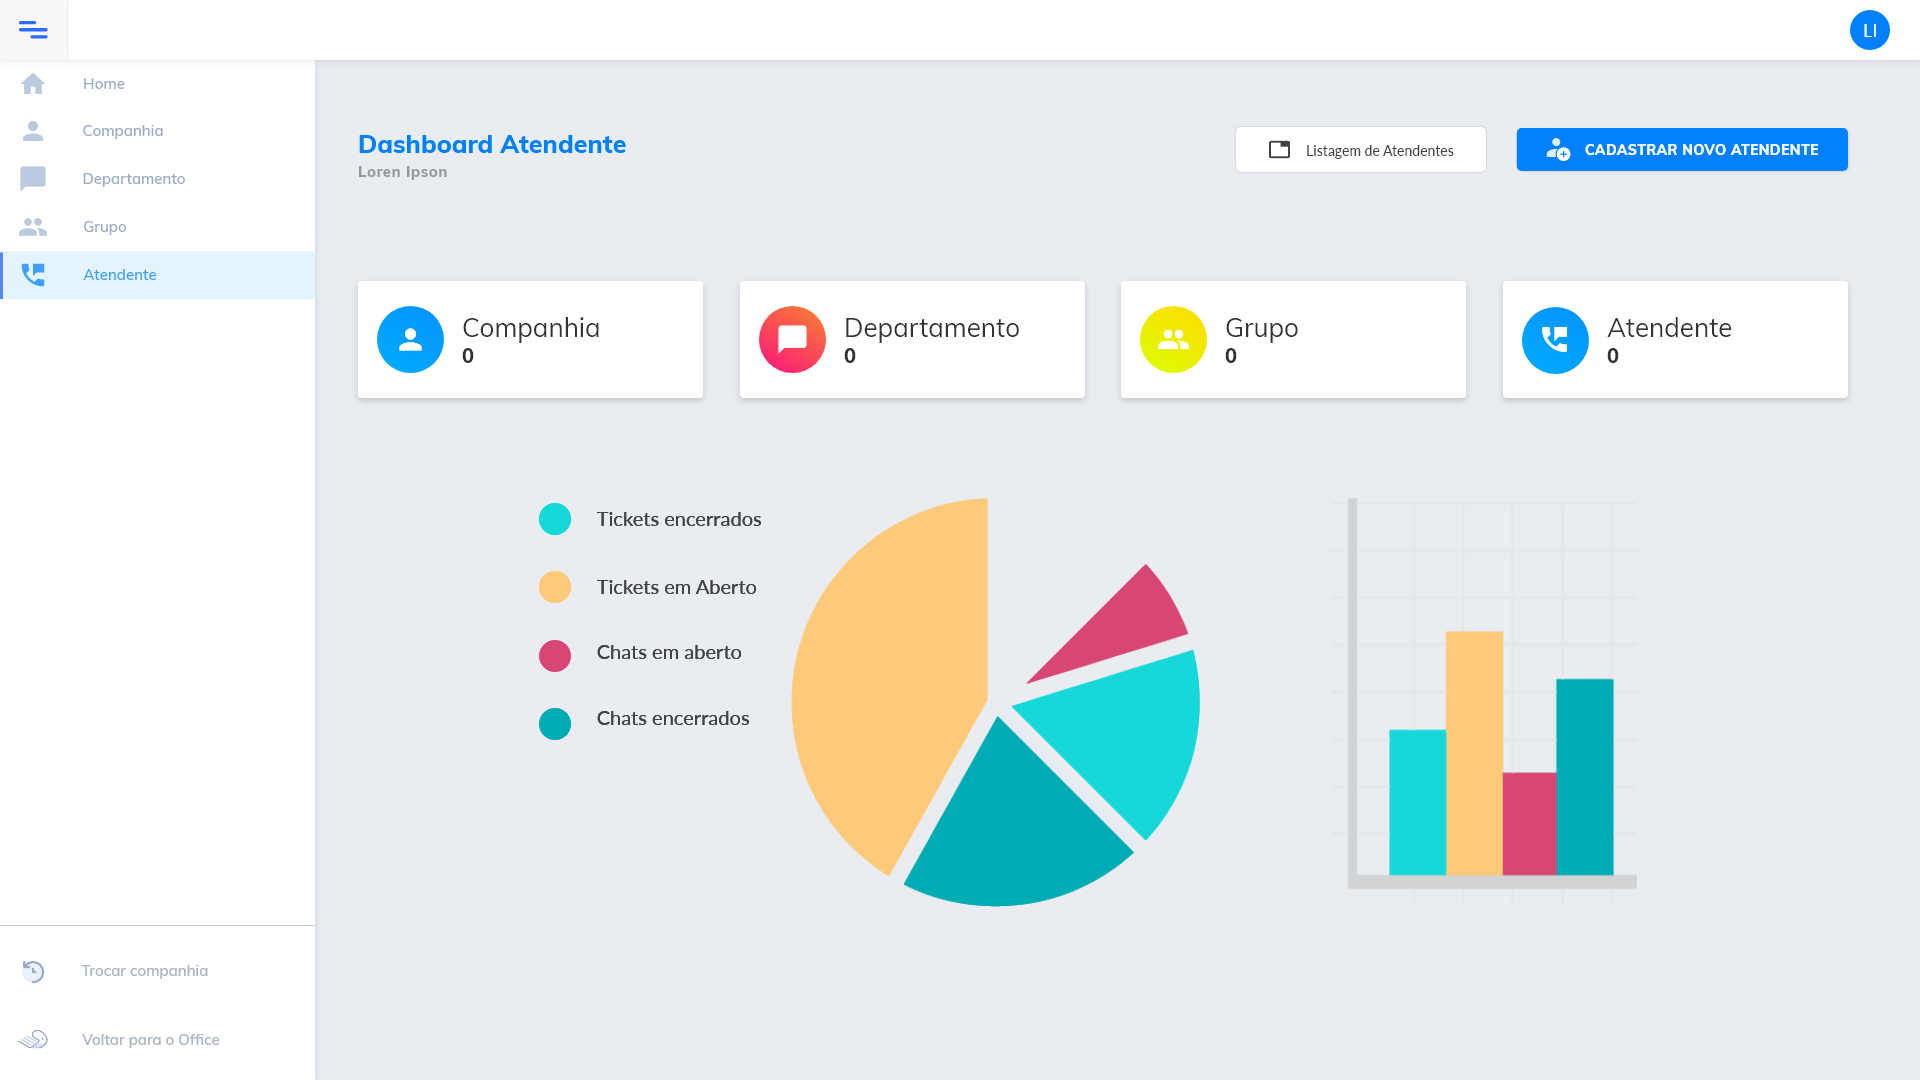 LI
Home
Companhia
Departamento
Grupo
Atendente
Dashboard Atendente
Loren Ipson
Listagem de Atendentes
CADASTRAR NOVO ATENDENTE
Companhia
0
Departamento
0
Grupo
0
Atendente
0
Tickets encerrados
Tickets em Aberto
Chats em aberto
Chats encerrados
Trocar companhia
Voltar para o Office